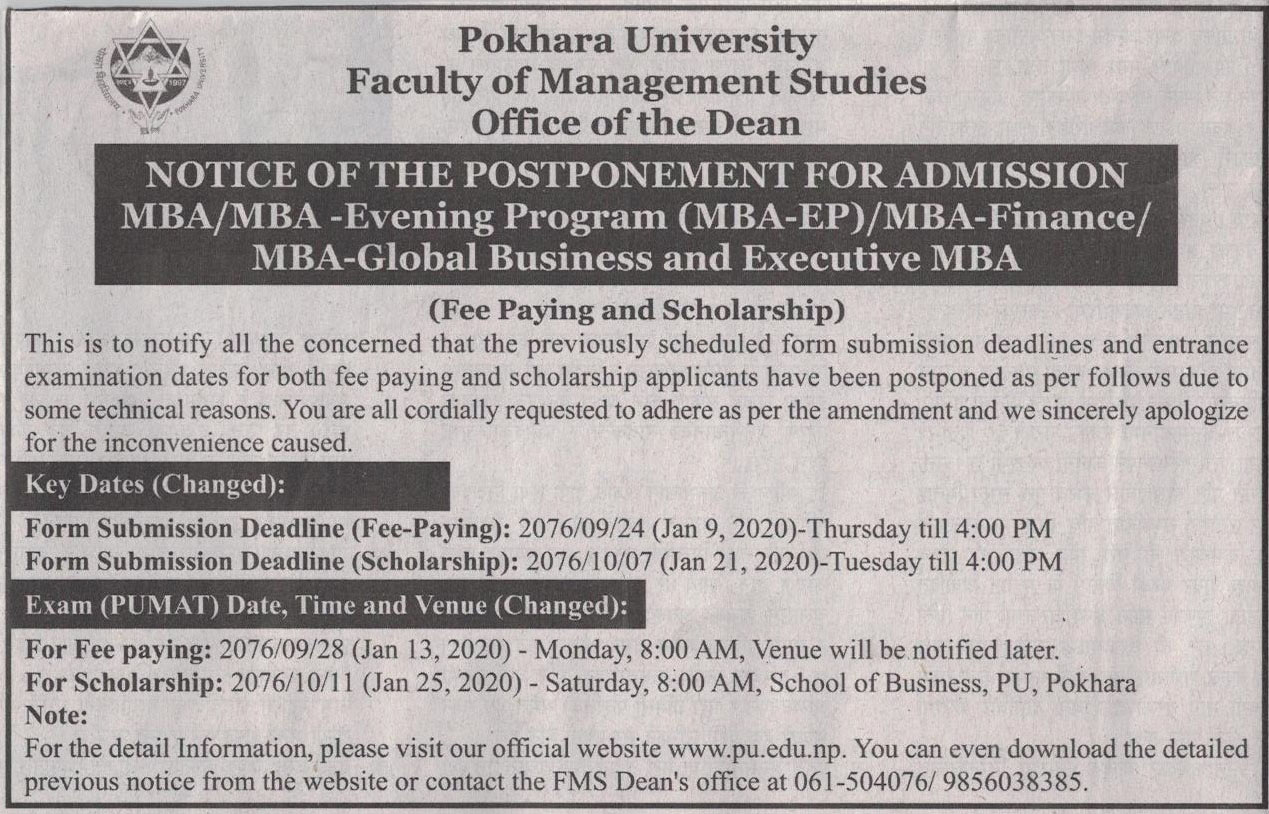 Pokhara University
Faculty of Management Studies
Office of the Dean
NOTICE OF THE POSTPONEMENT FOR ADMISSION
MBA/MBA -Evening Program (MBA-EP)/MBA-Finance/
MBA-Global Business and Executive MBA
(Fee Paying and Scholarship)
This is to notify all the concerned that the previously scheduled form submission deadlines and entrance
examination dates for both fee paying and scholarship applicants have been postponed as per follows due to
some technical reasons. You are all cordially requested to adhere as per the amendment and we sincerely apologize
for the inconvenience caused.
Key Dates (Changed):
Form Submission Deadline (Fee-Paying): 2076/09/24 (Jan 9, 2020)-Thursday till 4:00 PM
Form Submission Deadline (Scholarship): 2076/10/07 (Jan 21, 2020)-Tuesday till 4:00 PM
Exam (PUMAT) Date, Time and Venue (Changed):
For Fee paying: 2076/09/28 (Jan 13, 2020) - Monday, 8:00 AM, Venue will be notified later.
For Scholarship: 2076/10/11 (Jan 25, 2020) - Saturday, 8:00 AM, School of Business, PU, Pokhara
Note:
For the detail Information, please visit our official website www.pu.edu.np. You can even download the detailed
previous notice from the website or contact the FMS Dean's office at 061-504076/ 9856038385.